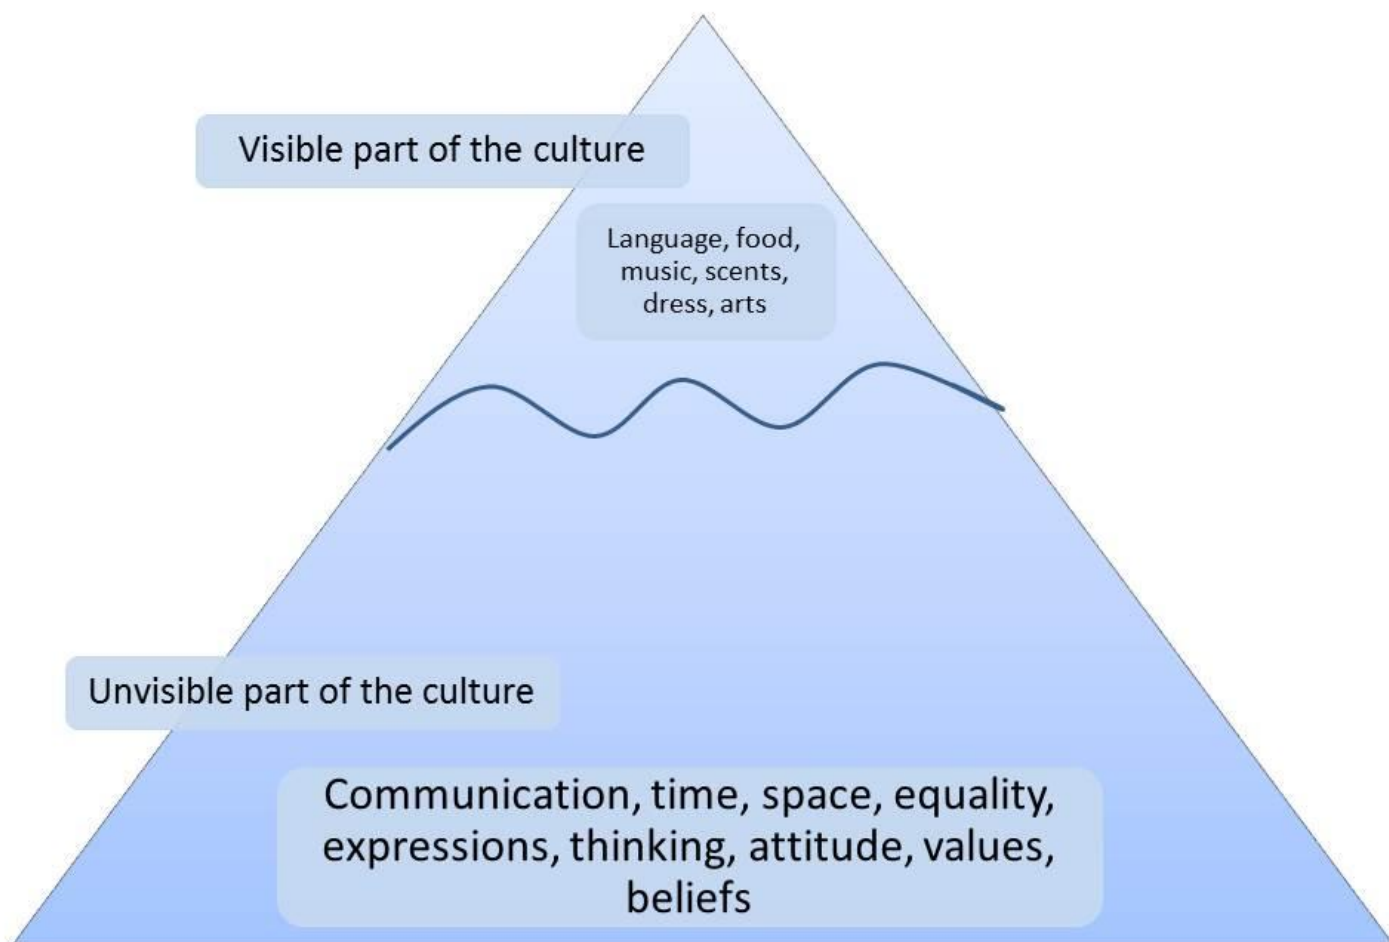 Visible part of the culture
Language, food,
music, scents,
dress, arts
Unvisible part of the culture
Communication, time, space, equality,
expressions, thinking, attitude, values,
beliefs